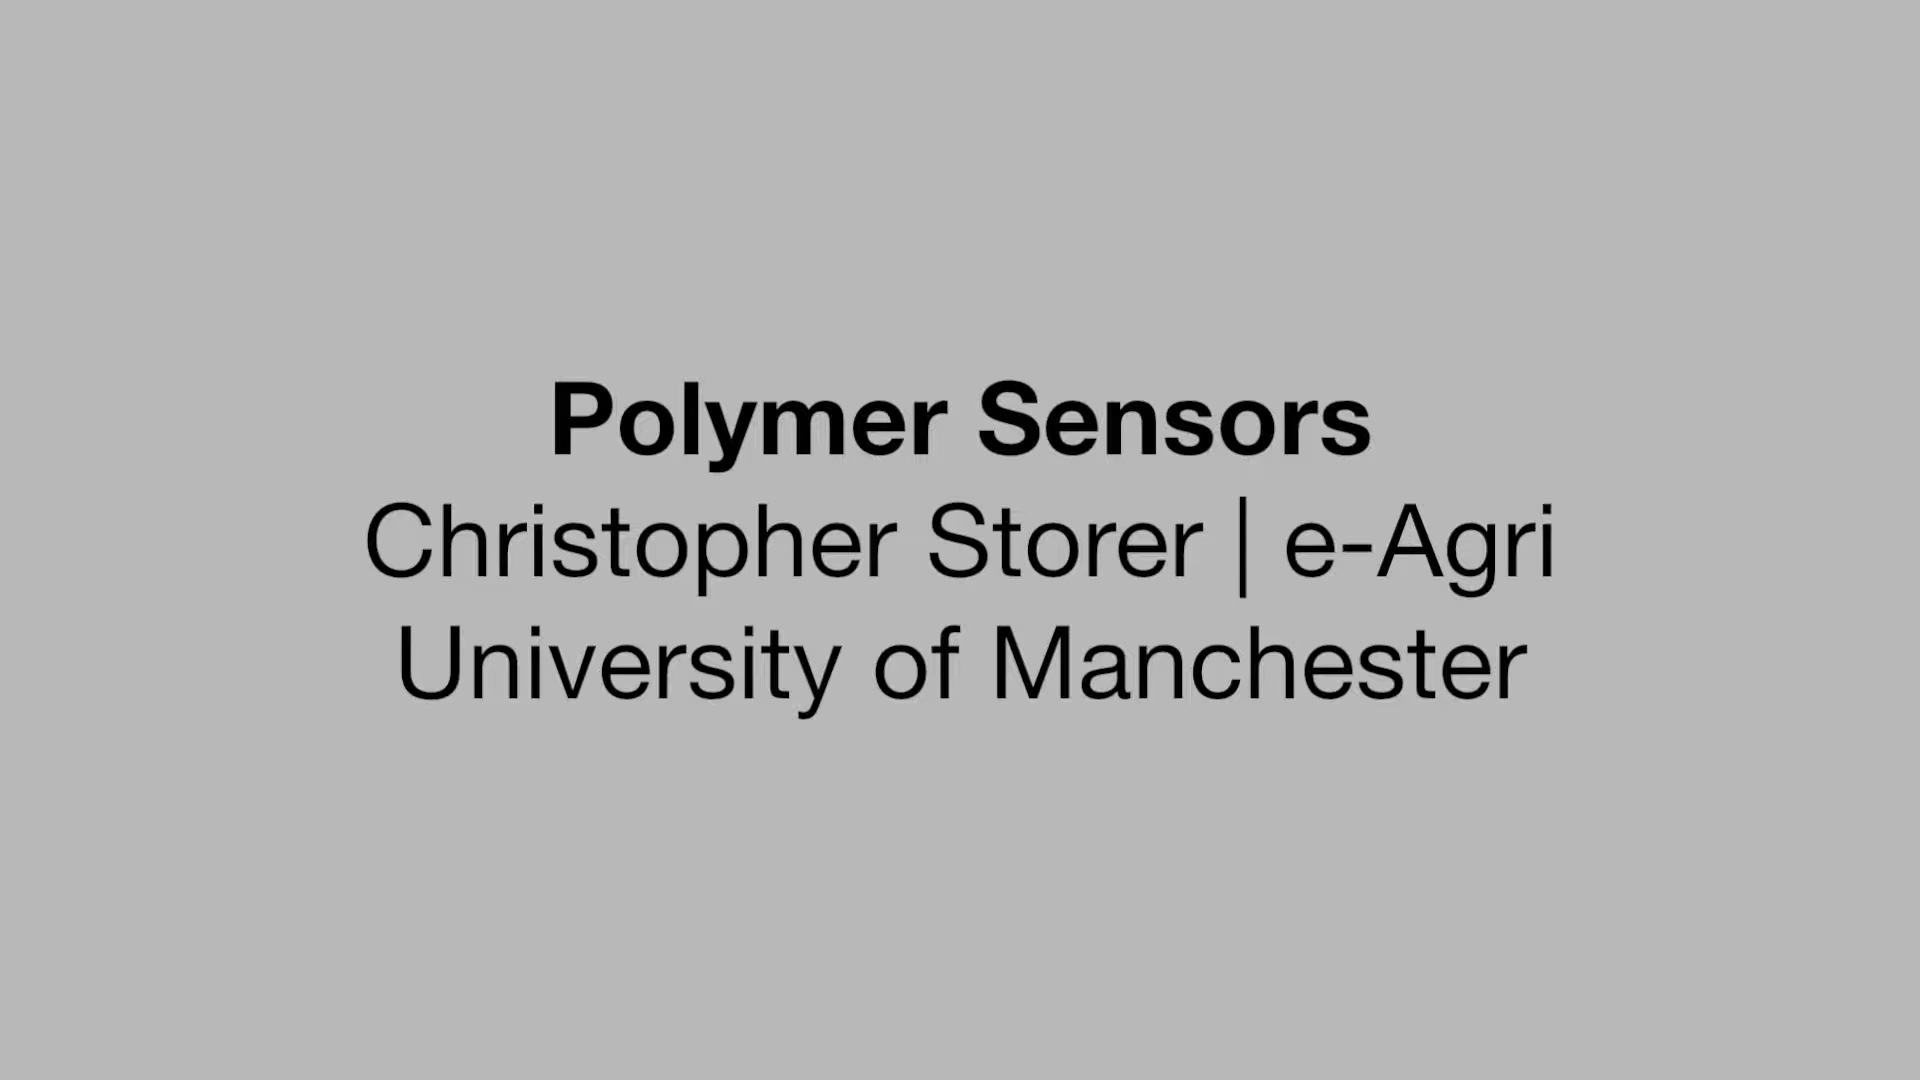 Polymer Sensors
Christopher Storer | e-Agri
University of Manchester